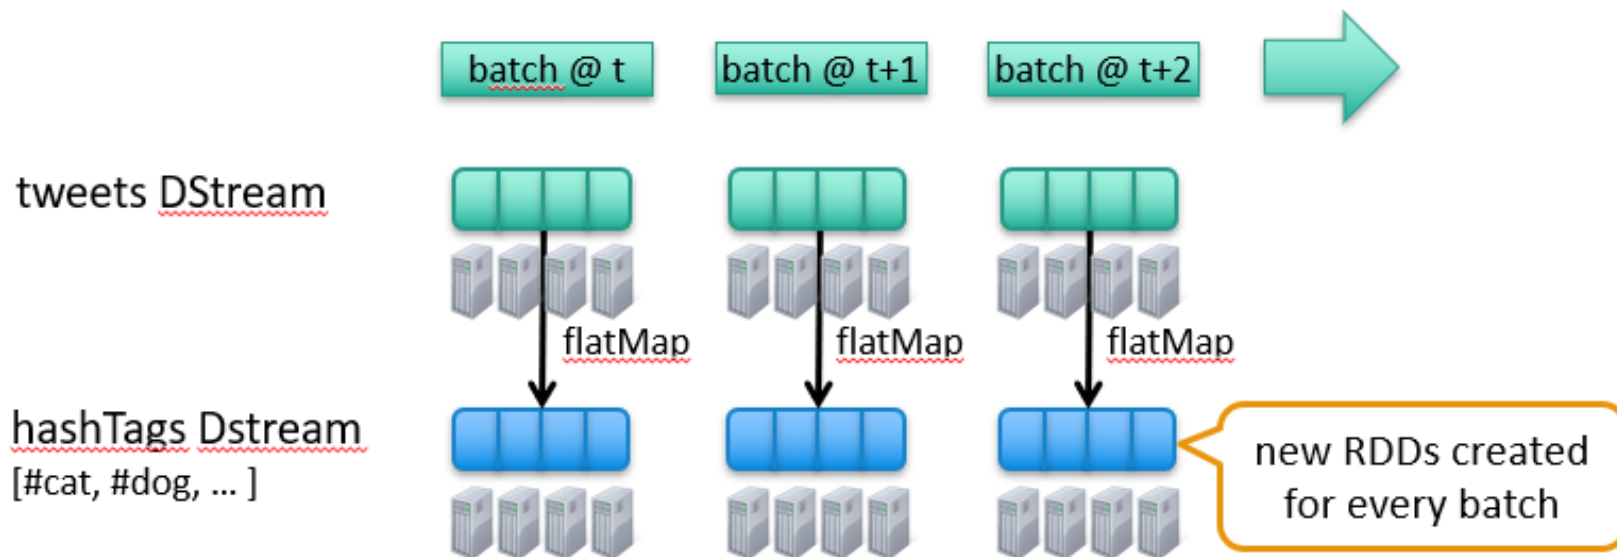 batch @ t
batch @ t+1
batch @ t+2
tweets DStream
flatMap
flatMap
flatMap
hashTags Dstream
[#cat, #dog, ... ]
new RDDs created
for every batch